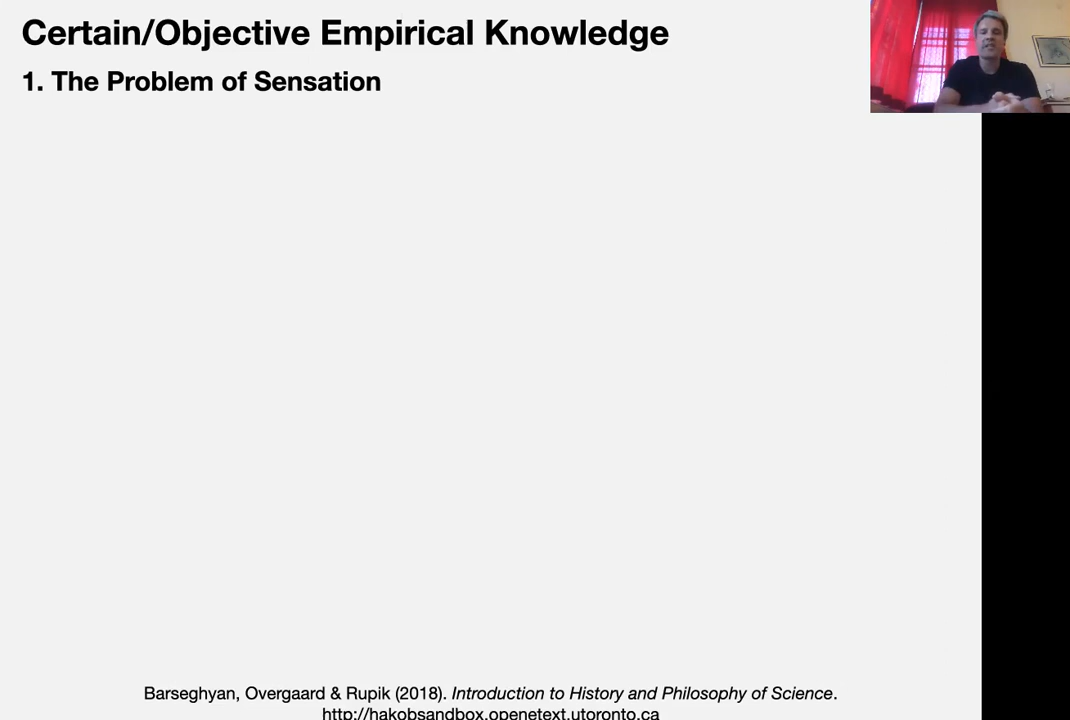 Certain/Objective Empirical Knowledge
1. The Problem of Sensation
Barseghyan, Overgaard & Rupik (2018). Introduction to History and Philosophy of Science.
http://hakobsandbox.openetext.utoronto.ca